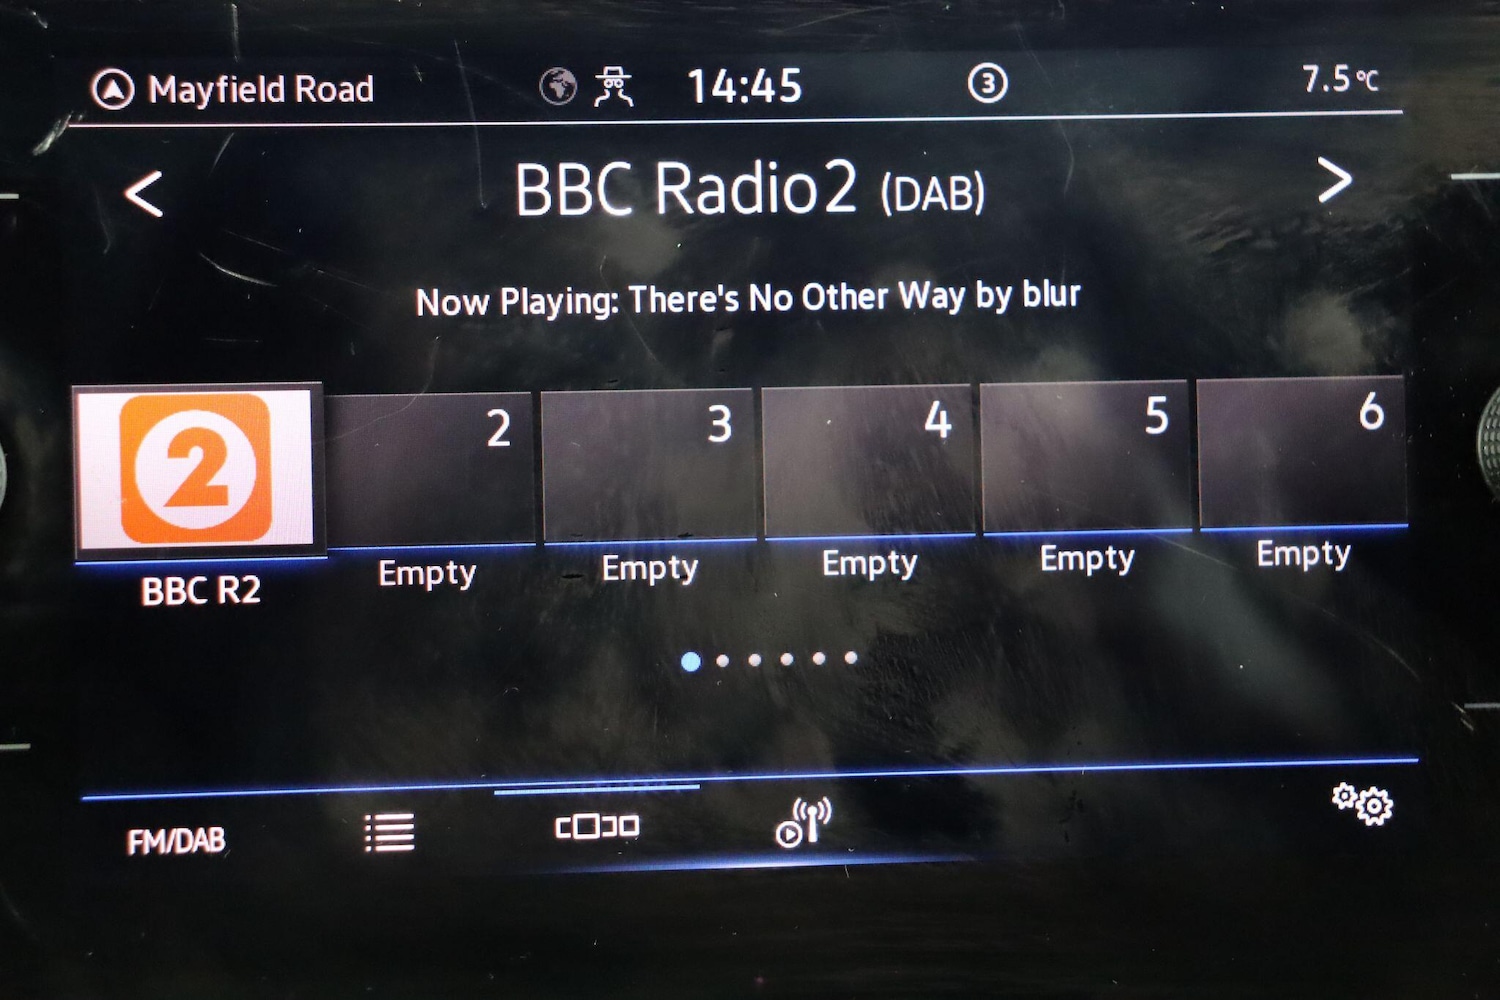 Mayfield Road 14:45 3 7.5°C
BBC Radio2 (DAB)
Now Playing: There's No Other Way by blur
2 2 3 4 5 6
BBC R2 Empty Empty Empty Empty Empty
FM/DAB